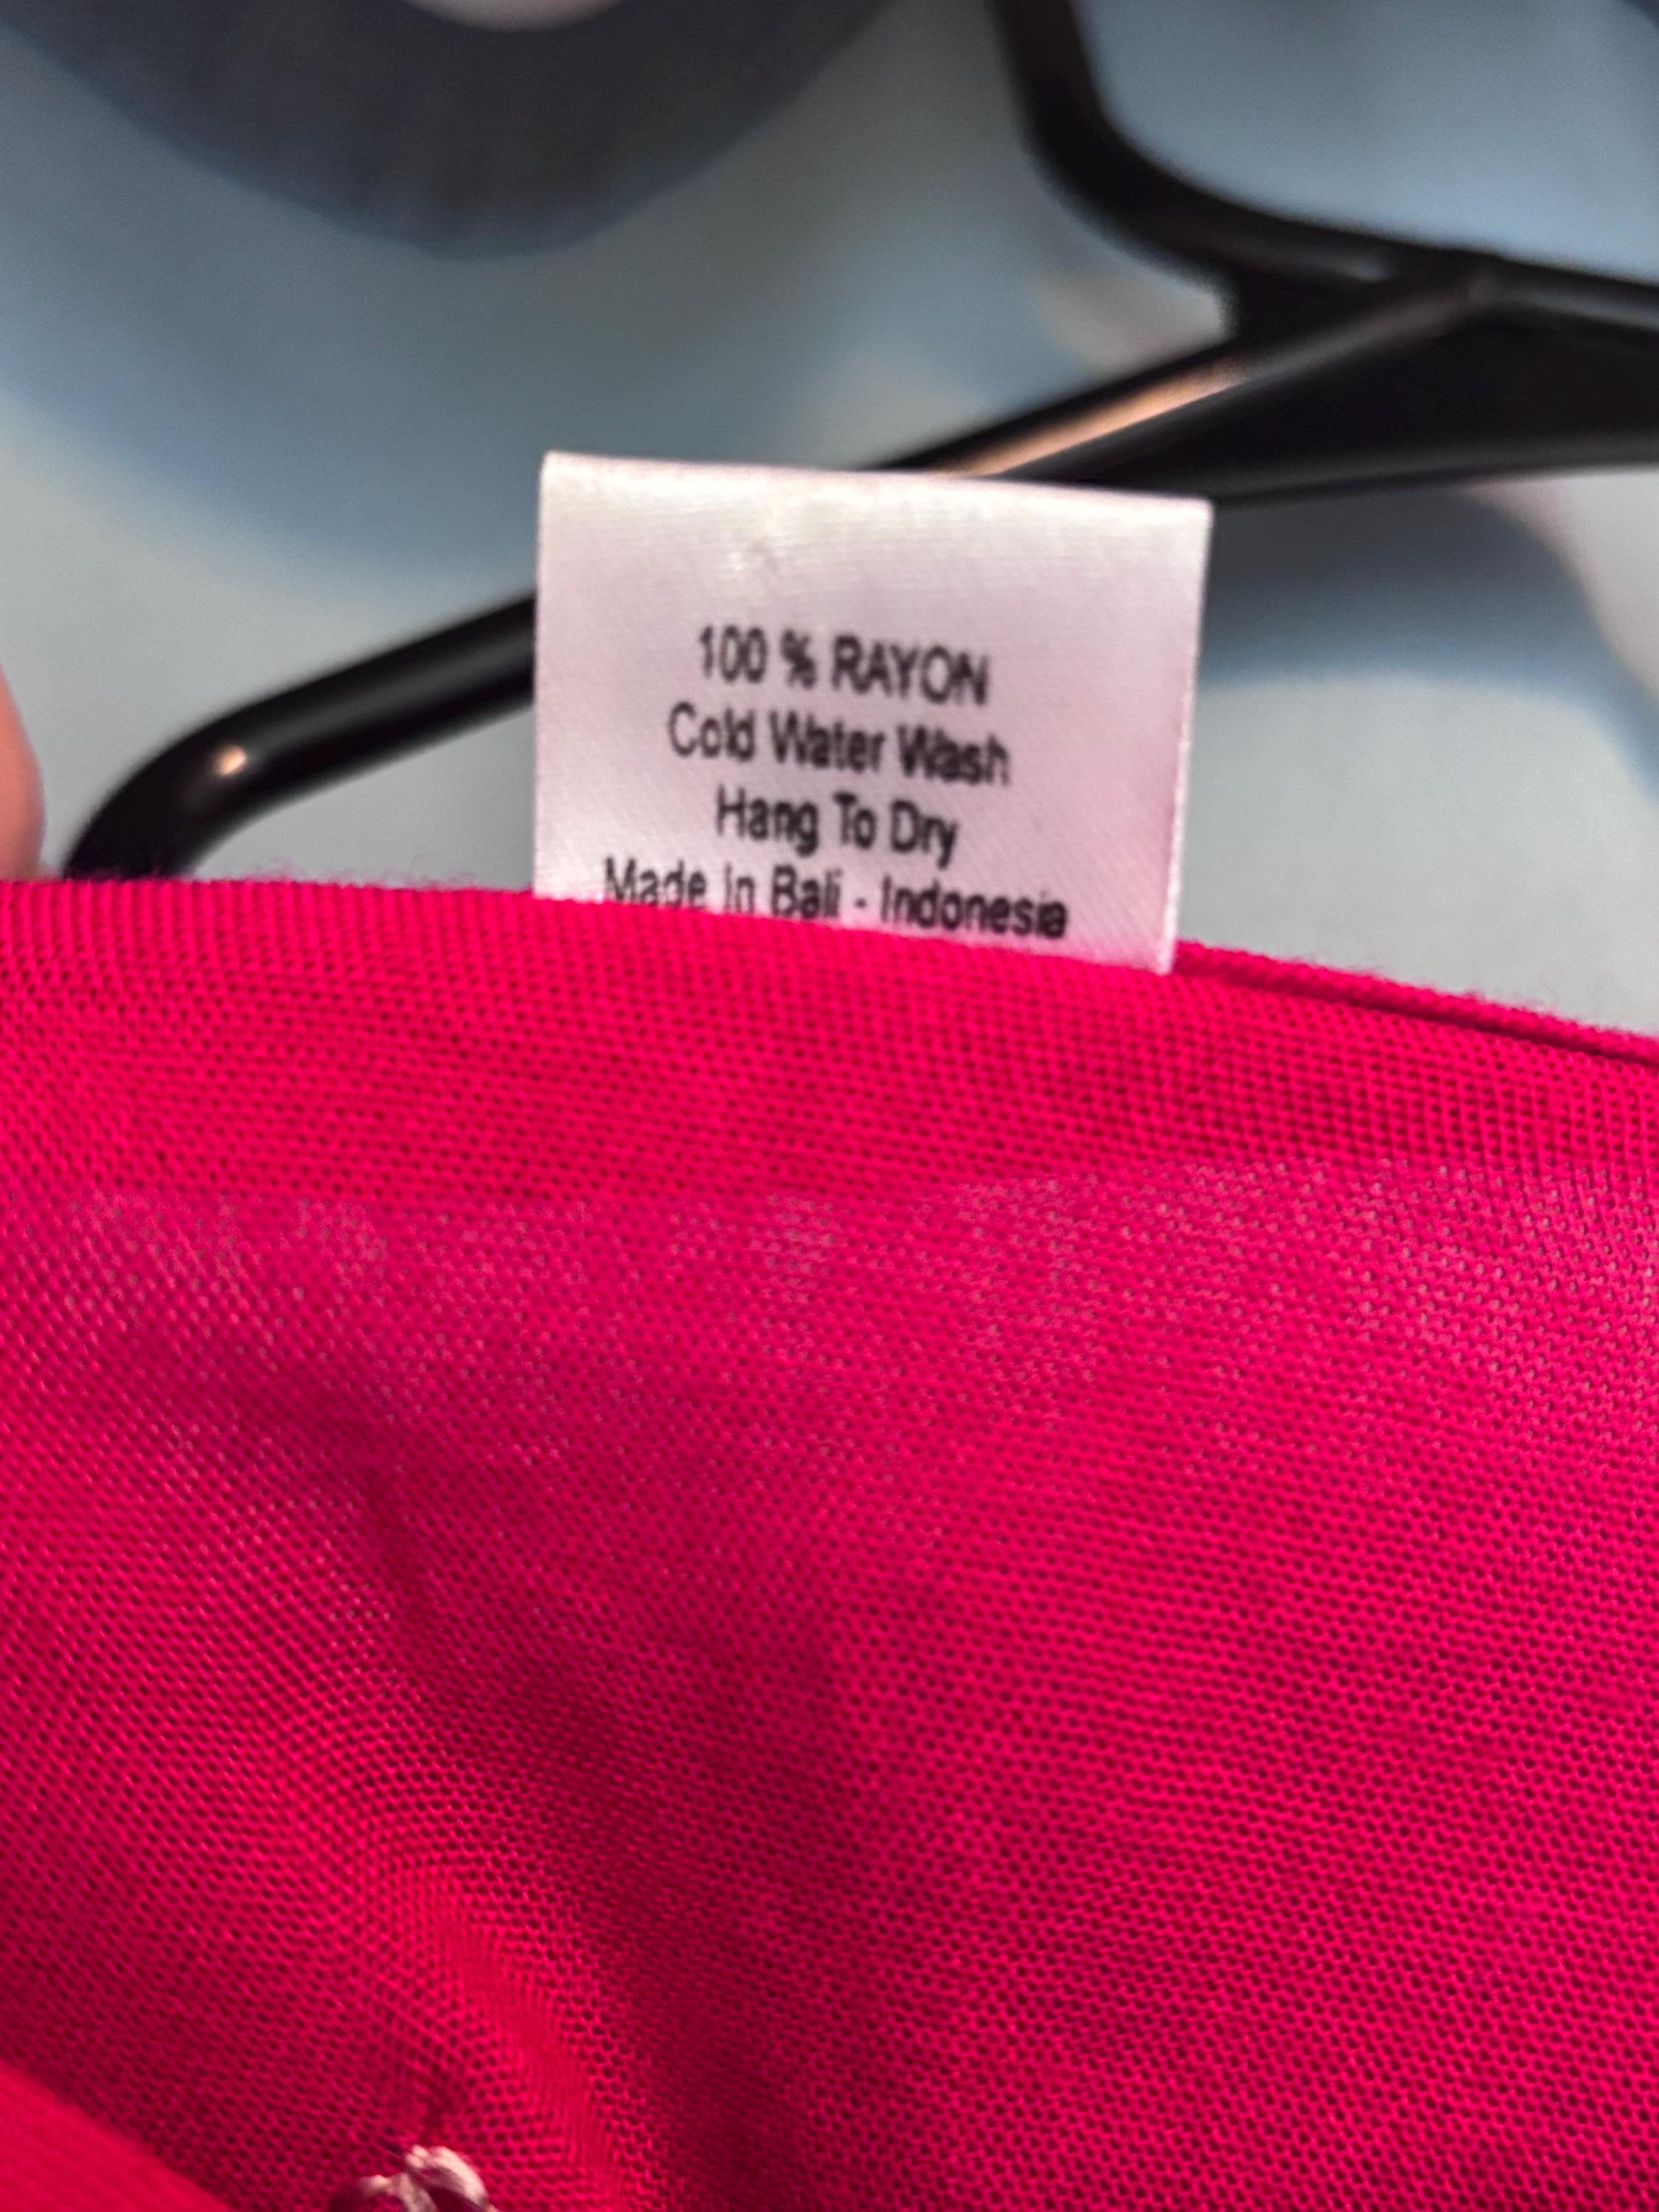 100 % RAYON
Cold Water Wash
Hang To Dry
Made In Bali - Indonesia